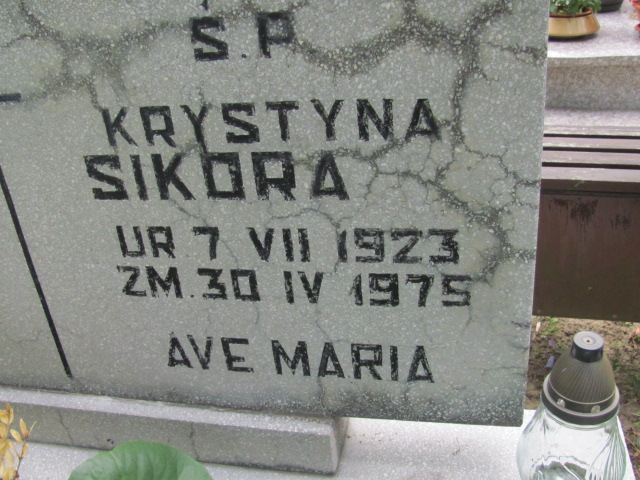 Ś.P.
KRYSTYNA
SIKORA
UR 7 VII 1923
ZM. 30 IV 1975
AVE MARIA